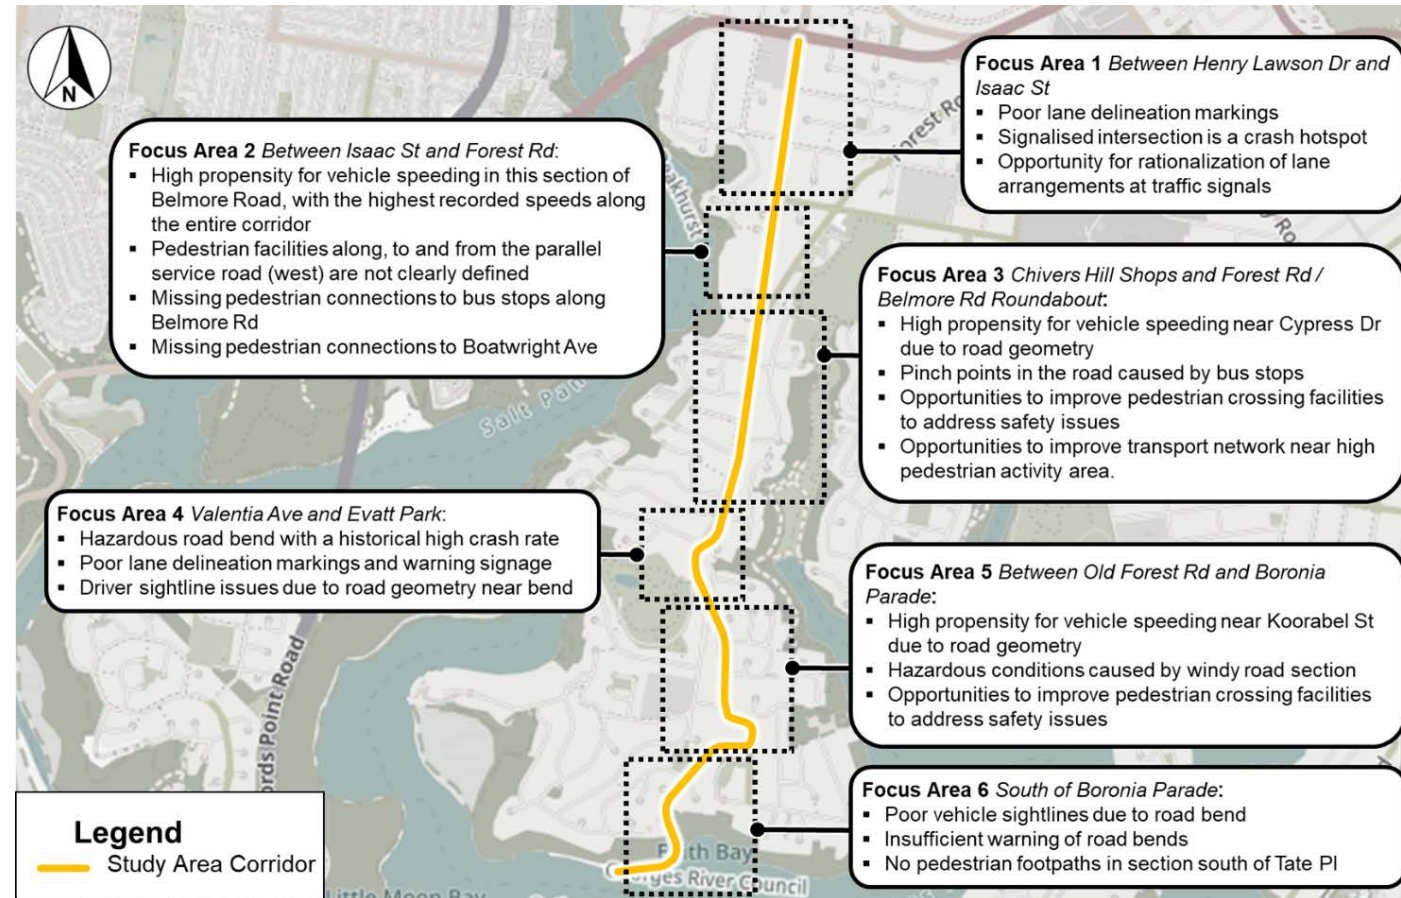 N
Focus Area 1 Between Henry Lawson Dr and
Isaac St
▪ Poor lane delineation markings
▪ Signalised intersection is a crash hotspot
▪ Opportunity for rationalization of lane
arrangements at traffic signals
Focus Area 2 Between Isaac St and Forest Rd:
▪ High propensity for vehicle speeding in this section of
Belmore Road, with the highest recorded speeds along
the entire corridor
▪ Pedestrian facilities along, to and from the parallel
service road (west) are not clearly defined
▪ Missing pedestrian connections to bus stops along
Belmore Rd
▪ Missing pedestrian connections to Boatwright Ave
Forest Ro
Focus Area 3 Chivers Hill Shops and Forest Rd /
Belmore Rd Roundabout:
▪ High propensity for vehicle speeding near Cypress Dr
due to road geometry
▪ Pinch points in the road caused by bus stops
▪ Opportunities to improve pedestrian crossing facilities
to address safety issues
▪ Opportunities to improve transport network near high
pedestrian activity area.
Salt Pan
Focus Area 4 Valentia Ave and Evatt Park:
▪ Hazardous road bend with a historical high crash rate
▪ Poor lane delineation markings and warning signage
▪ Driver sightline issues due to road geometry near bend
Focus Area 5 Between Old Forest Rd and Boronia
Parade:
▪ High propensity for vehicle speeding near Koorabel St
due to road geometry
▪ Hazardous conditions caused by windy road section
▪ Opportunities to improve pedestrian crossing facilities
to address safety issues
ords Point Road
Focus Area 6 South of Boronia Parade:
▪ Poor vehicle sightlines due to road bend
▪ Insufficient warning of road bends
▪ No pedestrian footpaths in section south of Tate Pl
Legend
Study Area Corridor
Bay
River Council
Little Moon Bay